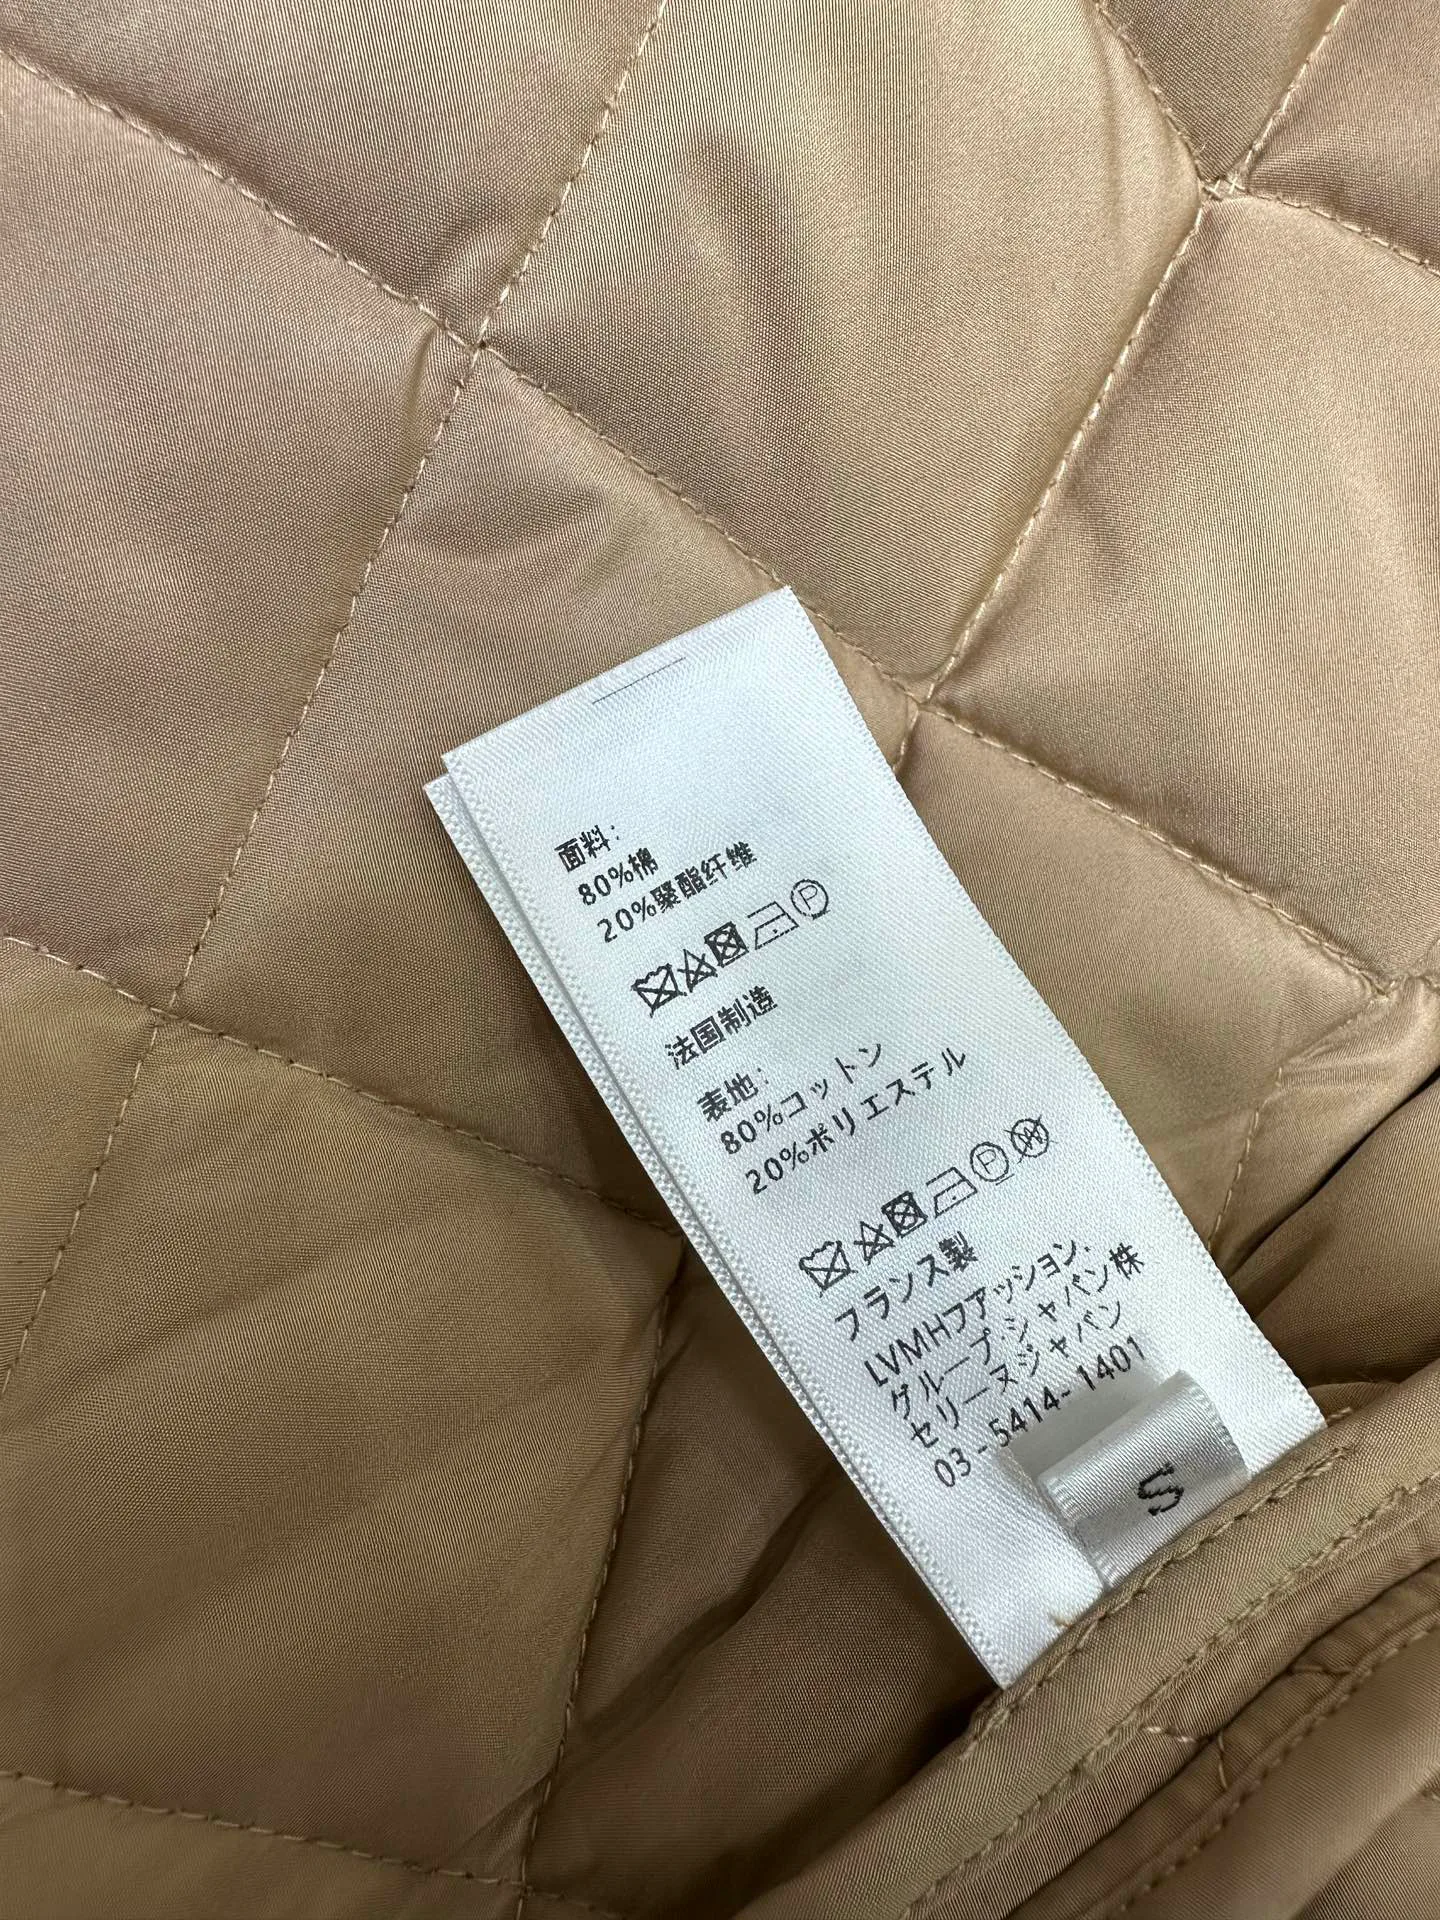 面料:
80%棉
20%聚酯纤维
P
法国制造
表地:
80%コットン
20%ポリエステル
P W
フランス製
LVMHファッション.
グループ.ジャパン株
セリーヌジャパン
03-5414-1401
S